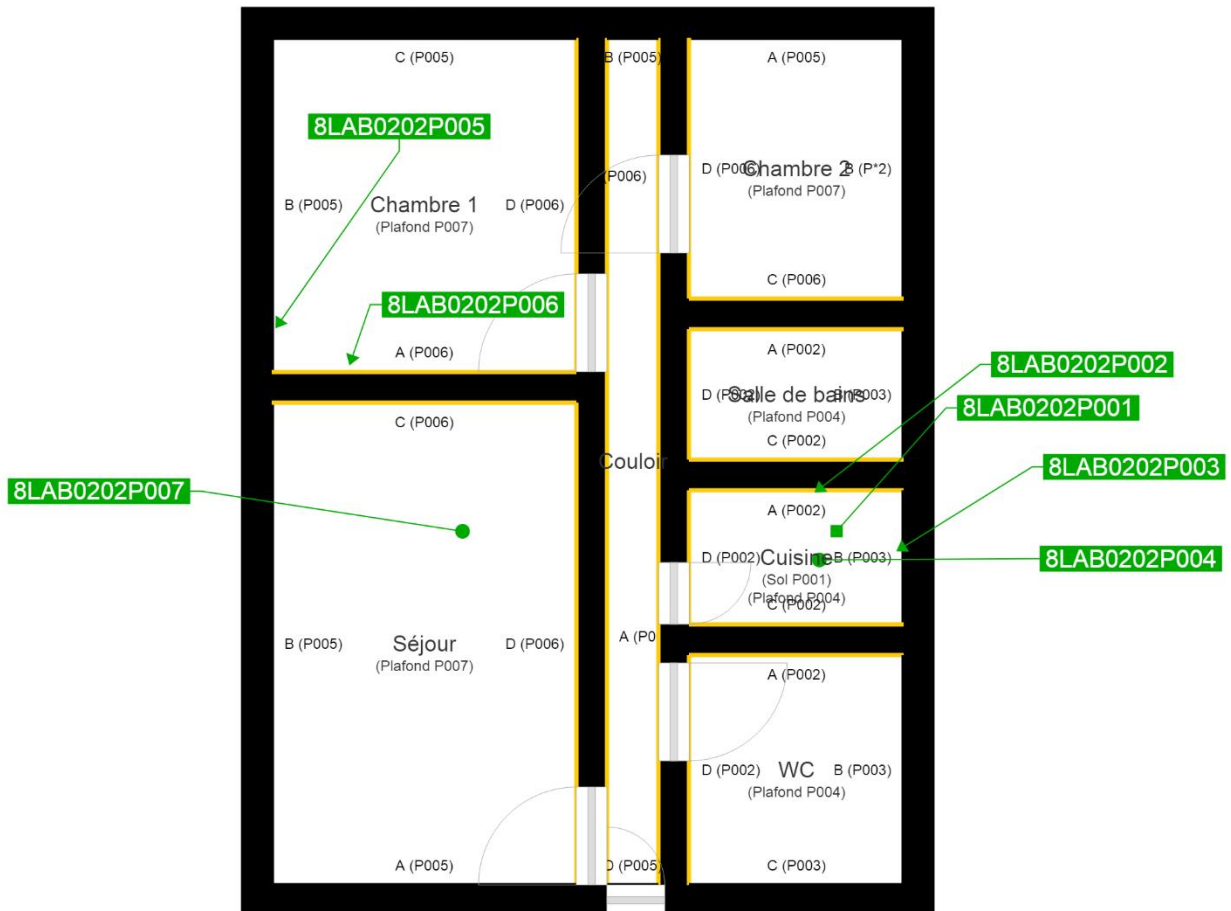 C (P005)
B (P005)
A (P005)
8LAB0202P005
B (P005)
Chambre 1
(Plafond P007)
D (P006)
(P006)
D (P006)
Chambre 2
(Plafond P007)
B (P*2)
C (P006)
8LAB0202P006
A (P006)
A (P002)
D (P002)
Salle de bains
(Plafond P004)
B (P003)
C (P002)
8LAB0202P002
8LAB0202P001
C (P006)
Couloir
8LAB0202P003
8LAB0202P007
A (P002)
D (P002)
Cuisine
(Sol P001)
(Plafond P004)
B (P003)
C (P002)
8LAB0202P004
B (P005)
Séjour
(Plafond P007)
D (P006)
A (P0
A (P002)
D (P002)
WC
(Plafond P004)
B (P003)
A (P005)
D (P005)
C (P003)